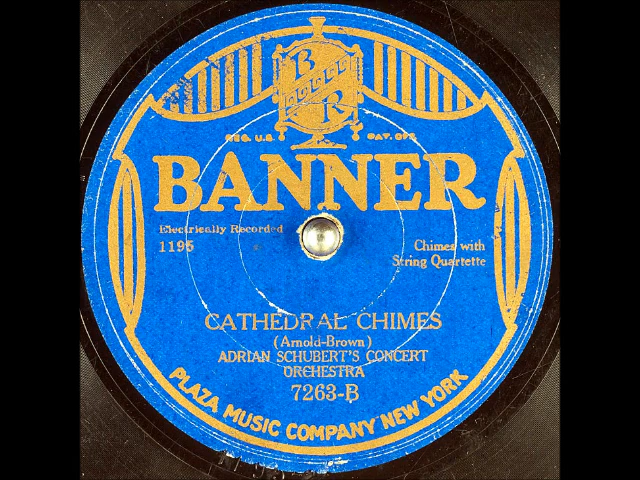 B
R
REG. U.S. PAT. OFF.
BANNER
Electrically Recorded
1195
Chimes with
String Quartette
CATHEDRAL CHIMES
(Arnold-Brown)
ADRIAN SCHUBERT'S CONCERT
ORCHESTRA
7263-B
PLAZA MUSIC COMPANY NEW YORK